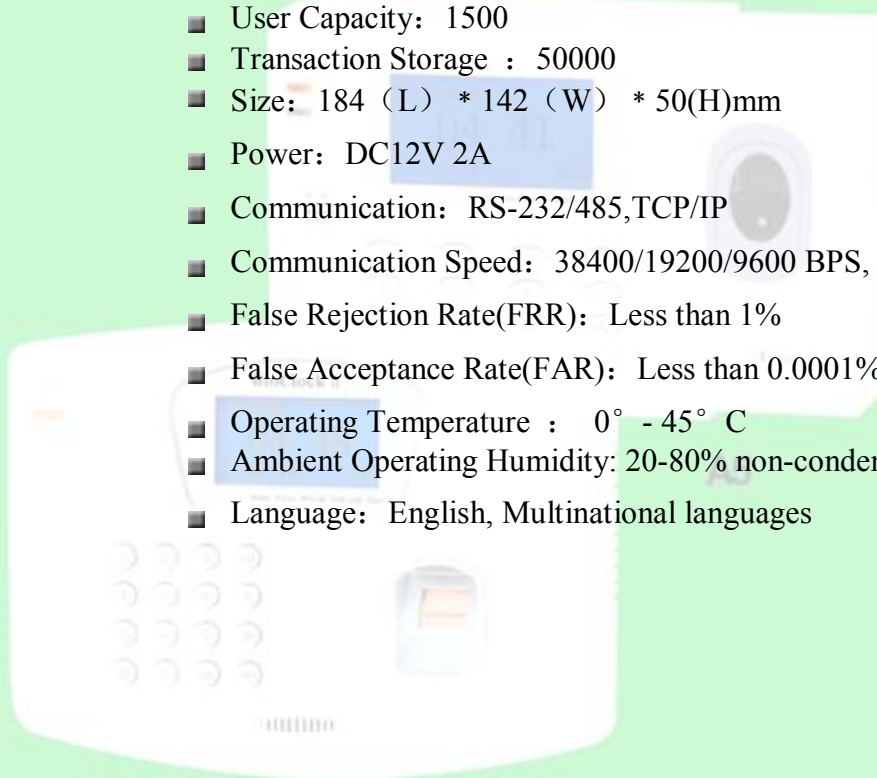 User Capacity：1500
Transaction Storage ：50000
Size：184（L）* 142（W）* 50(H)mm
Power：DC12V 2A
Communication：RS-232/485,TCP/IP
Communication Speed：38400/19200/9600 BPS,
False Rejection Rate(FRR)：Less than 1%
False Acceptance Rate(FAR)：Less than 0.0001%
Operating Temperature ： 0° - 45° C
Ambient Operating Humidity: 20-80%
Language：English, Multinational languages